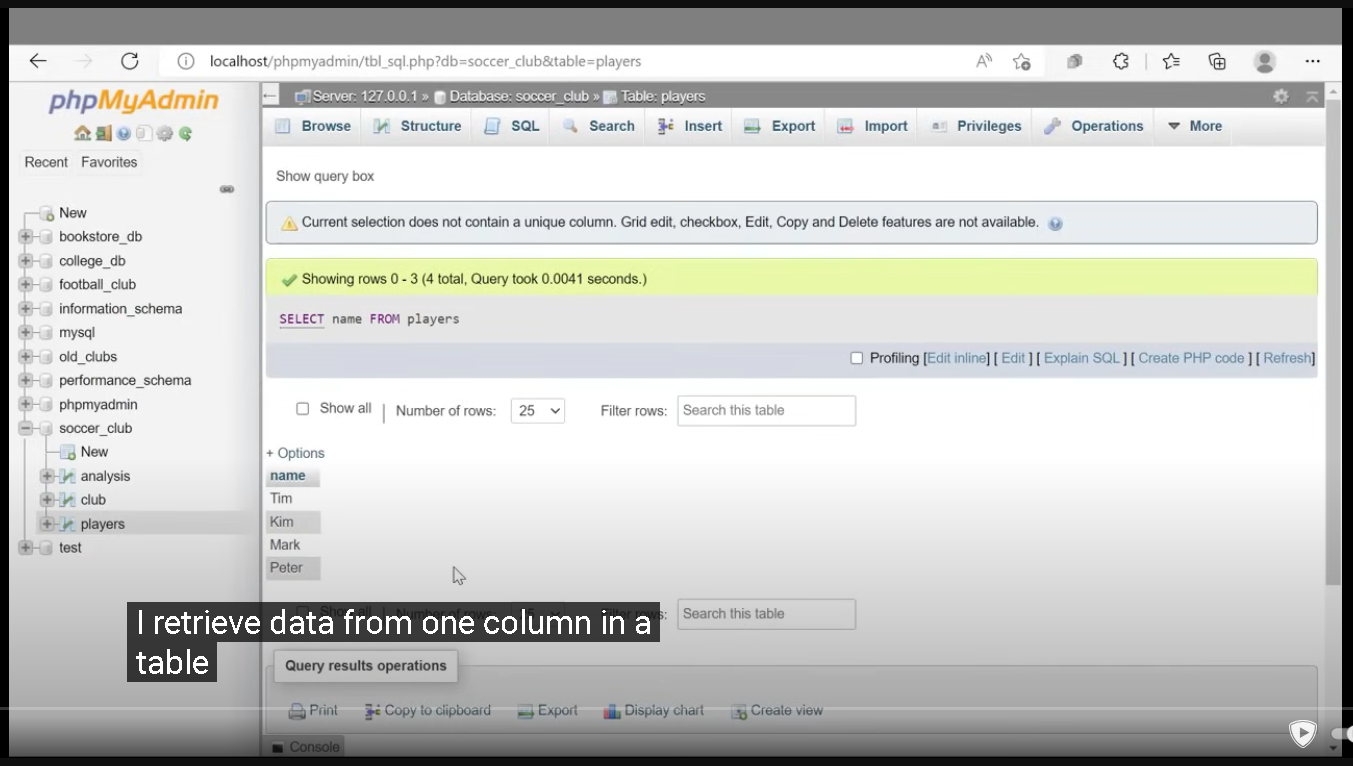 localhost/phpmyadmin/tbl_sql.php?db=soccer_club&table=players
phpMyAdmin
Recent Favorites
New
bookstore_db
college_db
football_club
information_schema
mysql
old_clubs
performance_schema
phpmyadmin
soccer_club
New
analysis
club
players
test
Server: 127.0.0.1 » Database: soccer_club » Table: players
Browse Structure SQL Search Insert Export Import Privileges Operations More
Show query box
Current selection does not contain a unique column. Grid edit, checkbox, Edit, Copy and Delete features are not available.
Showing rows 0 - 3 (4 total, Query took 0.0041 seconds.)
SELECT name FROM players
Profiling [Edit inline] [ Edit ] [ Explain SQL ] [ Create PHP code ] [ Refresh]
Show all | Number of rows: 25 Filter rows: Search this table
+ Options
name
Tim
Kim
Mark
Peter
Show all | Number of rows: 25 Filter rows: Search this table
I retrieve data from one column in a
table
Query results operations
Print Copy to clipboard Export Display chart Create view
Console